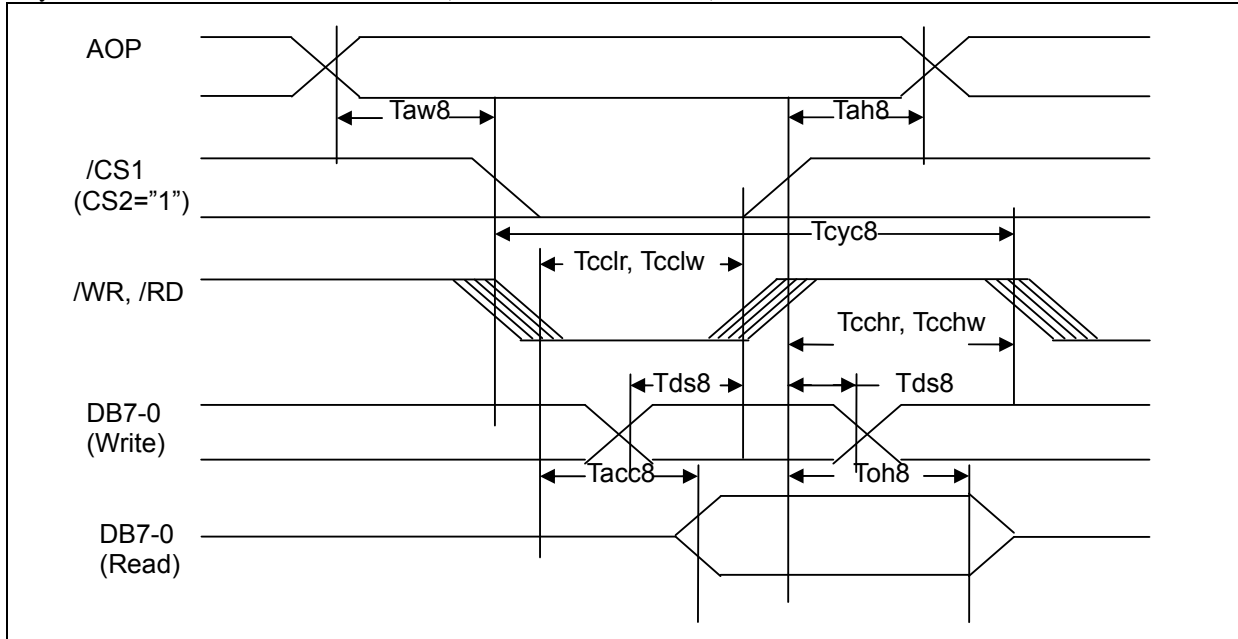 AOP
Taw8
Tah8
/CS1
(CS2=”1”)
Tcyc8
Tcclr, Tcclw
/WR, /RD
Tcchr, Tcchw
Tds8
Tds8
DB7-0
(Write)
Tacc8
Toh8
DB7-0
(Read)